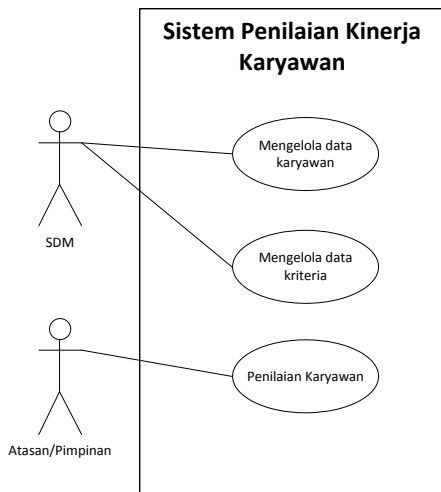 Sistem Penilaian Kinerja
Karyawan
Mengelola data
karyawan
SDM
Mengelola data
kriteria
Penilaian Karyawan
Atasan/Pimpinan